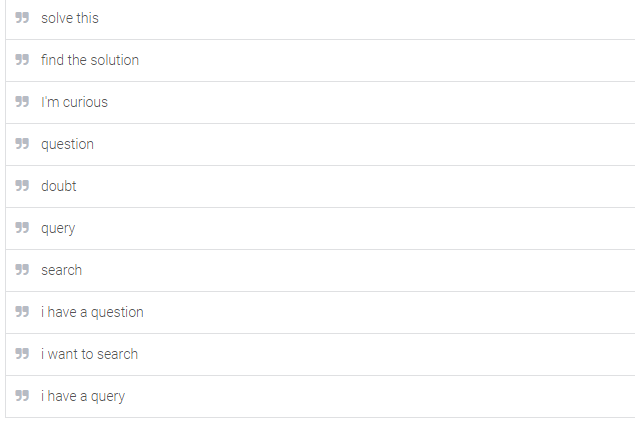 solve this
find the solution
I'm curious
question
doubt
query
search
i have a question
i want to search
i have a query